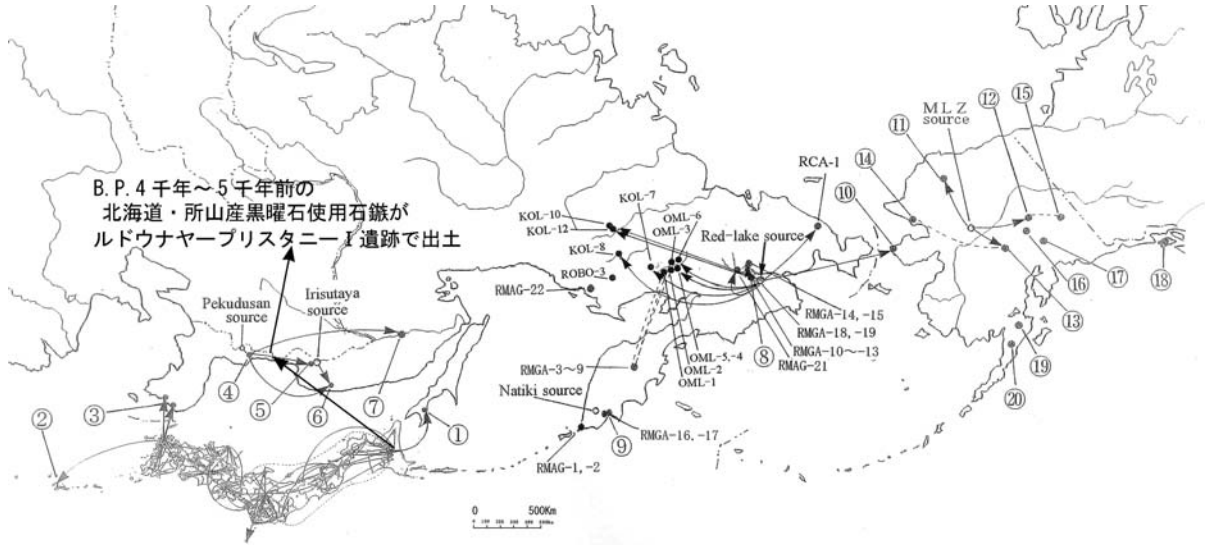 B.P.4千年～5千年前の
北海道・所山産黒曜石使用石鏃が
ルドウナヤープリスタニーⅠ遺跡で出土
Pekudusan
source
Irisutaya
source
①
②
③
④
⑤
⑥
⑦
KOL-10
KOL-12
KOL-7
KOL-8
OML-6
OML-3
ROBO-3
RMAG-22
Red-lake source
RCA-1
RMGA-14, -15
RMGA-18, -19
RMGA-10～-13
RMAG-21
⑧
OML-5,-4
OML-2
OML-1
RMGA-3～9
Natiki source
⑨
RMGA-16. -17
RMAG-1, -2
⑩
⑪
MLZ
source
⑫
⑬
⑭
⑮
⑯
⑰
⑱
⑲
⑳
0 500Km